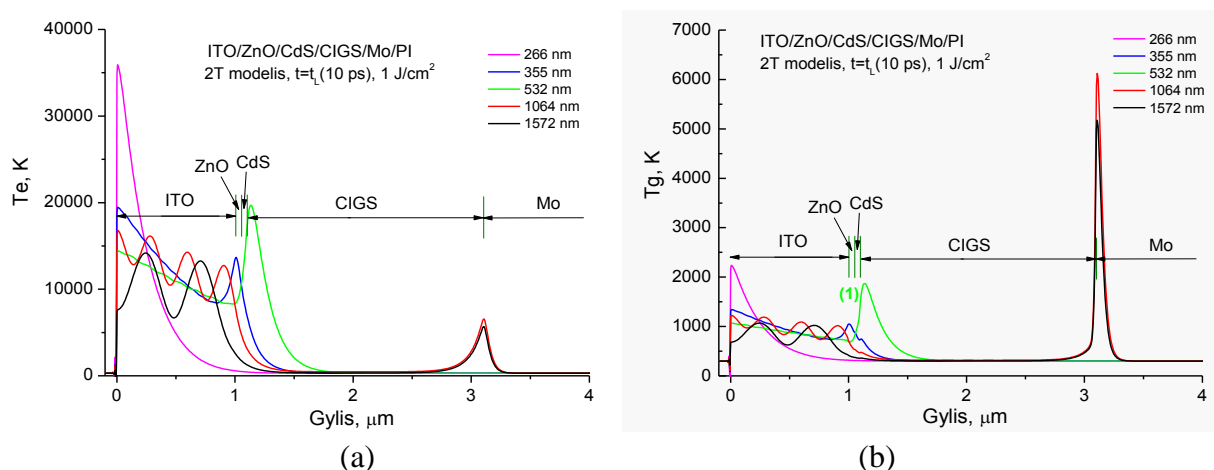 40000
30000
20000
10000
0
Te, K
ITO/ZnO/CdS/CIGS/Mo/PI
2T modelis, t=t_L(10 ps), 1 J/cm²
266 nm
355 nm
532 nm
1064 nm
1572 nm
ZnO
CdS
ITO
CIGS
Mo
0 1 2 3 4
Gylis, μm
(a)
7000
6000
5000
4000
3000
2000
1000
0
Tg, K
ITO/ZnO/CdS/CIGS/Mo/PI
2T modelis, t=t_L(10 ps), 1 J/cm²
266 nm
355 nm
532 nm
1064 nm
1572 nm
ZnO
CdS
ITO
CIGS
Mo
(1)
0 1 2 3 4
Gylis, μm
(b)